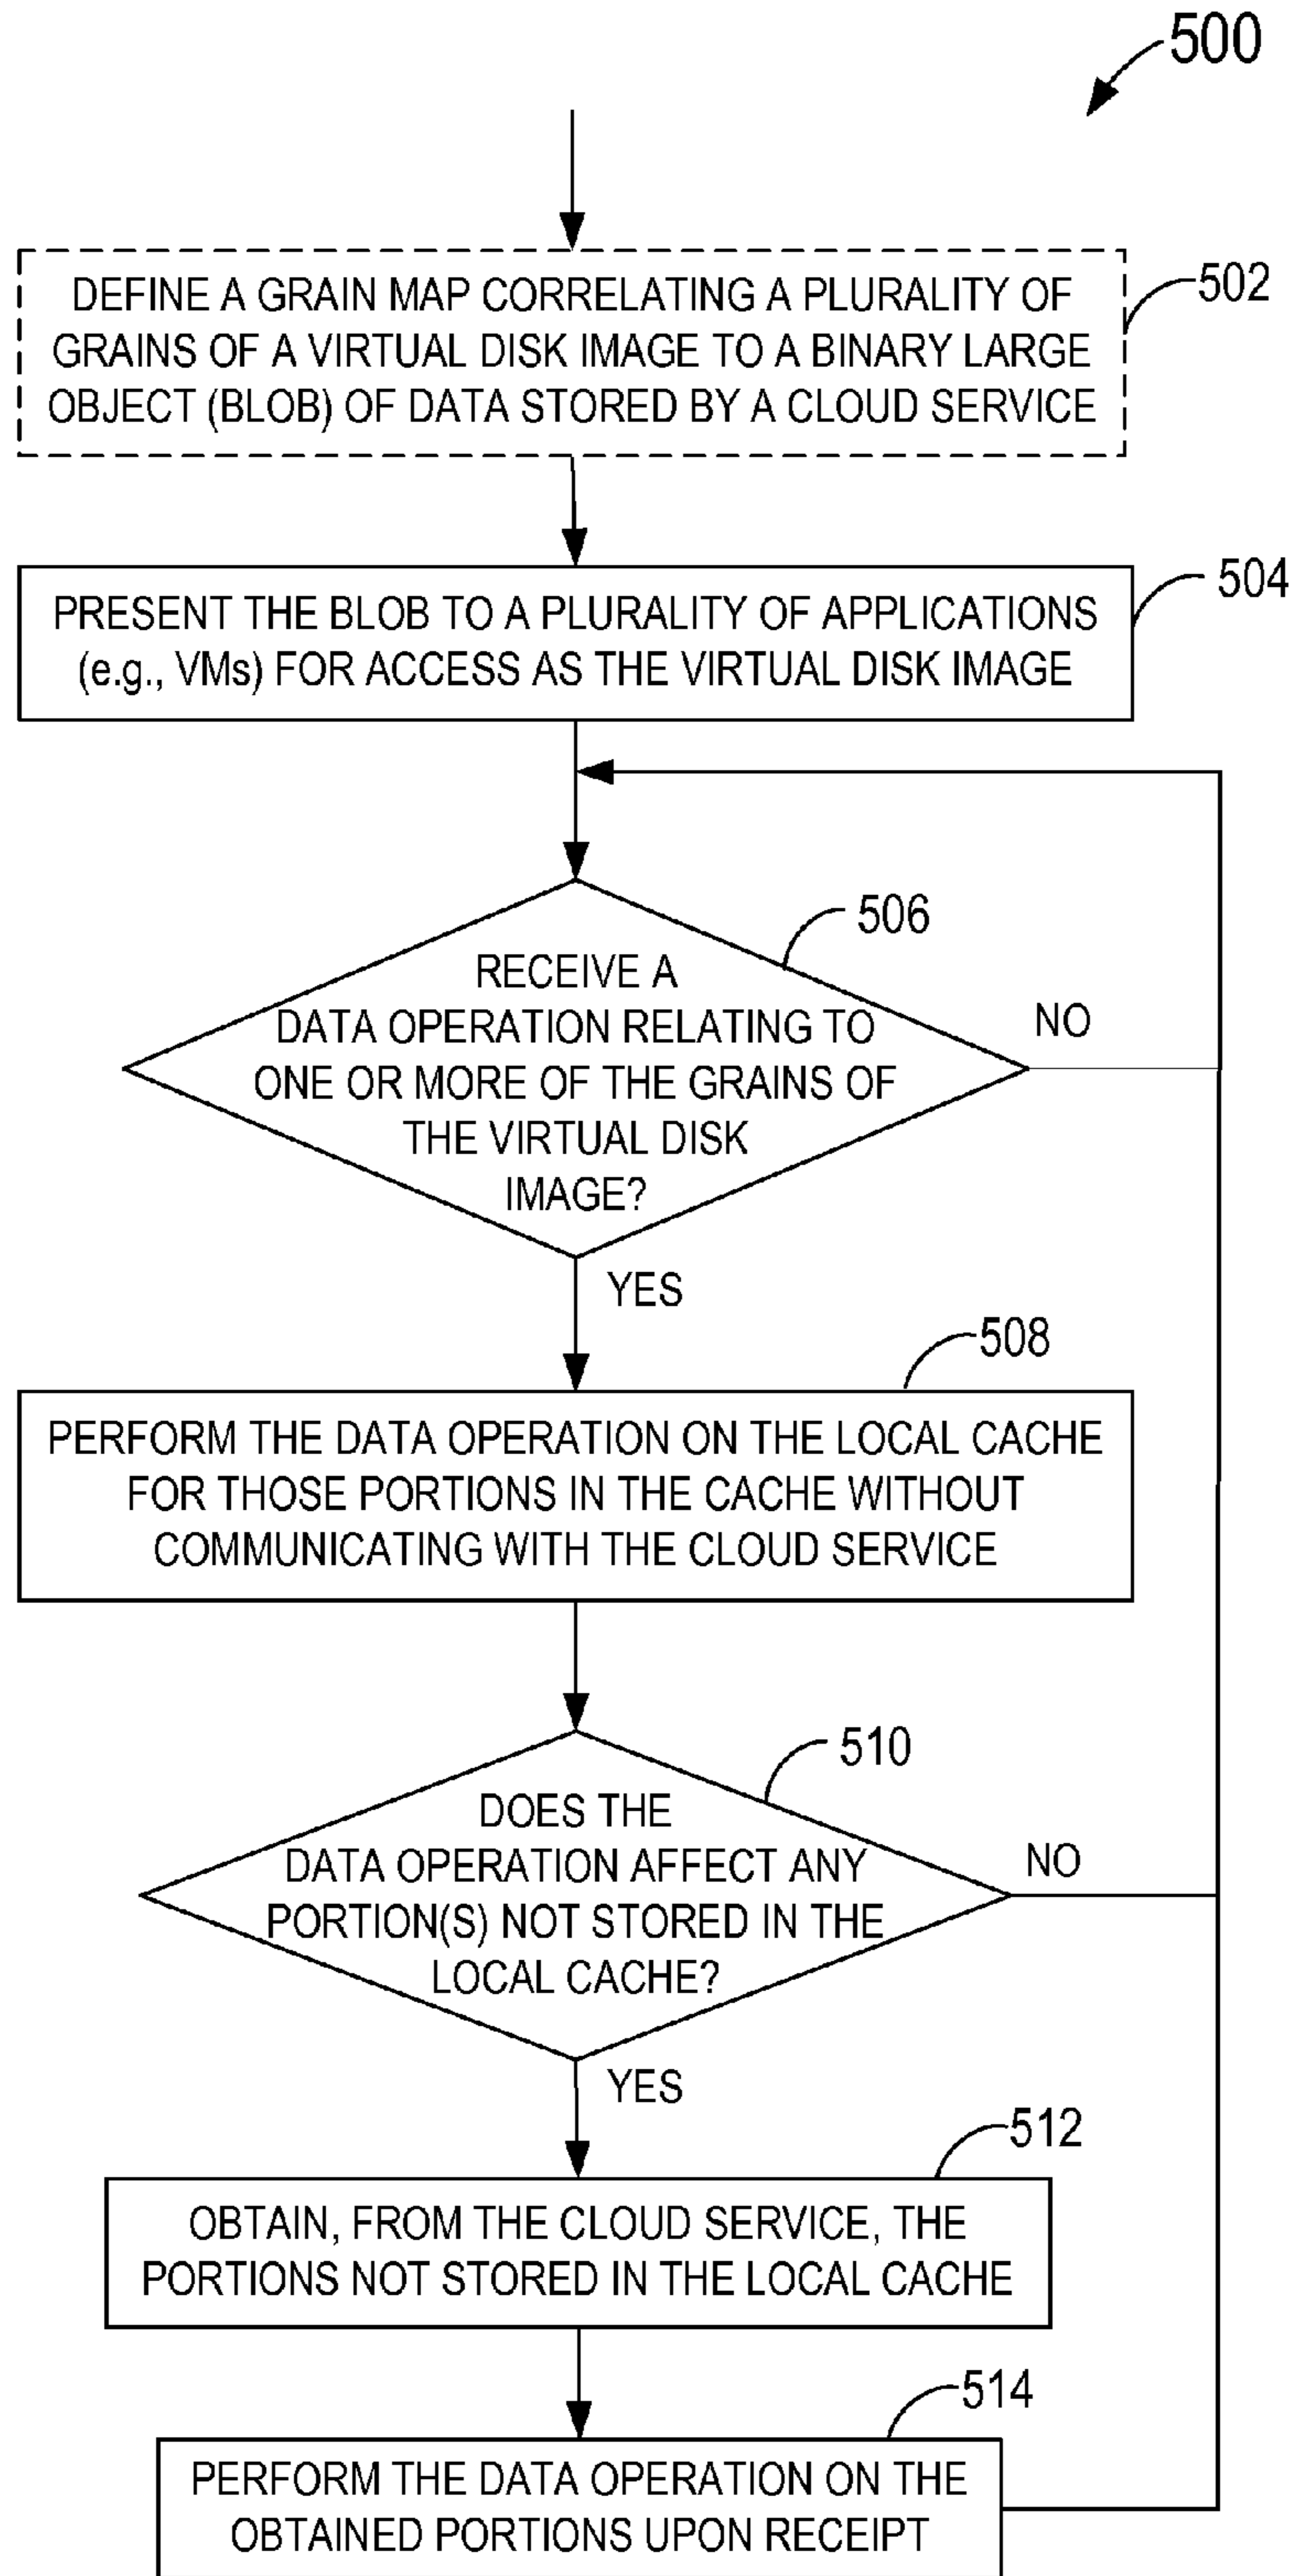 500
DEFINE A GRAIN MAP CORRELATING A PLURALITY OF
GRAINS OF A VIRTUAL DISK IMAGE TO A BINARY LARGE
OBJECT (BLOB) OF DATA STORED BY A CLOUD SERVICE
502
PRESENT THE BLOB TO A PLURALITY OF APPLICATIONS
(e.g., VMs) FOR ACCESS AS THE VIRTUAL DISK IMAGE
504
RECEIVE A
DATA OPERATION RELATING TO
ONE OR MORE OF THE GRAINS OF
THE VIRTUAL DISK
IMAGE?
506
NO
YES
508
PERFORM THE DATA OPERATION ON THE LOCAL CACHE
FOR THOSE PORTIONS IN THE CACHE WITHOUT
COMMUNICATING WITH THE CLOUD SERVICE
510
DOES THE
DATA OPERATION AFFECT ANY
PORTION(S) NOT STORED IN THE
LOCAL CACHE?
NO
YES
512
OBTAIN, FROM THE CLOUD SERVICE, THE
PORTIONS NOT STORED IN THE LOCAL CACHE
514
PERFORM THE DATA OPERATION ON THE
OBTAINED PORTIONS UPON RECEIPT